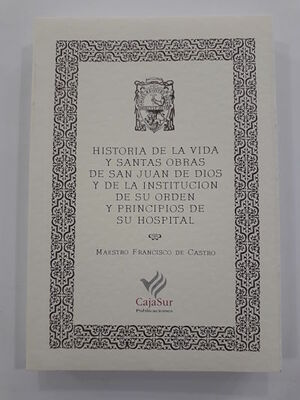 HISTORIA DE LA VIDA
Y SANTAS OBRAS
DE SAN JUAN DE DIOS
Y DE LA INSTITUCION
DE SU ORDEN
Y PRINCIPIOS DE
SU HOSPITAL
MAESTRO FRANCISCO DE CASTRO
CajaSur
Publicaciones